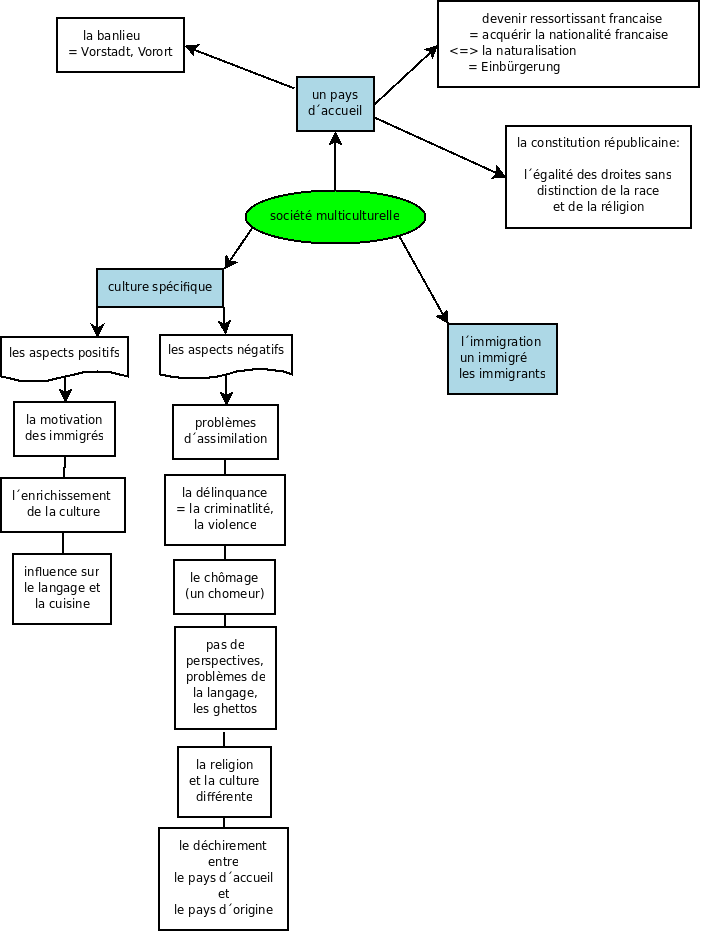 la banlieu
= Vorstadt, Vorort
devenir ressortissant francaise
= acquérir la nationalité francaise
<=> la naturalisation
= Einbürgerung
un pays
d´accueil
la constitution républicaine:
l´égalité des droites sans
distinction de la race
et de la réligion
société multiculturelle
culture spécifique
l´immigration
un immigré
les immigrants
les aspects positifs
la motivation
des immigrés
l´enrichissement
de la culture
influence sur
le langage et
la cuisine
les aspects négatifs
problèmes
d´assimilation
la délinquance
= la criminatlité,
la violence
le chômage
(un chomeur)
pas de
perspectives,
problèmes de
la langage,
les ghettos
la religion
et la culture
différente
le déchirement
entre
le pays d´accueil
et
le pays d´origine